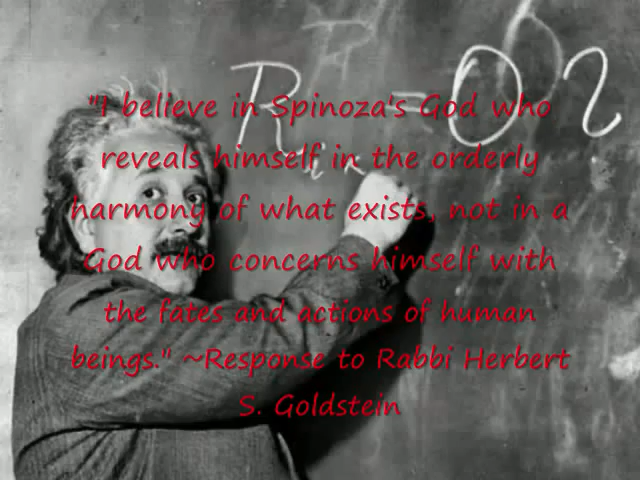 R ik = O ?
"I believe in Spinoza's God who
reveals himself in the orderly
harmony of what exists, not in a
God who concerns himself with
the fates and actions of human
beings." ~Response to Rabbi Herbert
S. Goldstein